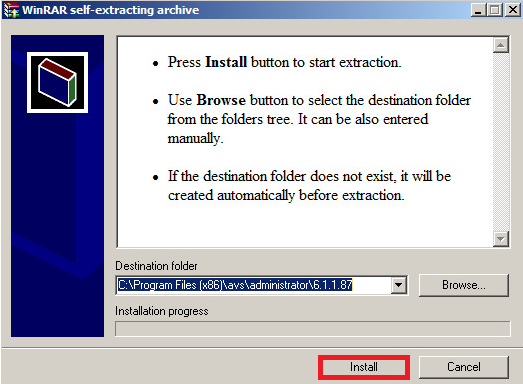 WinRAR self-extracting archive
• Press Install button to start extraction.
• Use Browse button to select the destination folder
from the folders tree. It can be also entered
manually.
• If the destination folder does not exist, it will be
created automatically before extraction.
Destination folder
C:\Program Files (x86)\avs\administrator\6.1.1.87
Browse...
Installation progress
Install
Cancel